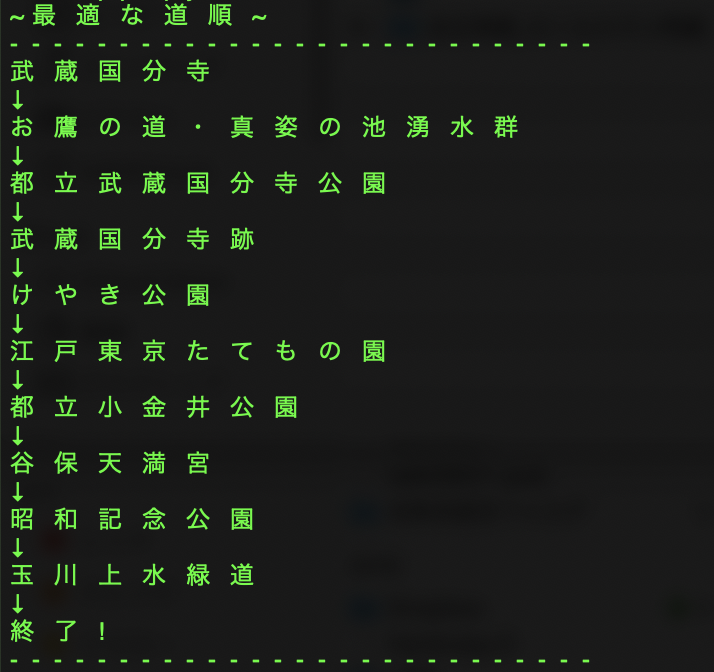 ~最適な道順 ~
- - - - - - - - - - - - - - - - - - - - - - - - - - -
武蔵国分寺
↓
お鷹の道・真姿の池湧水群
↓
都立武蔵国分寺公園
↓
武蔵国分寺跡
↓
けやき公園
↓
江戸東京たてもの園
↓
都立小金井公園
↓
谷保天満宮
↓
昭和記念公園
↓
玉川上水緑道
↓
終了!
- - - - - - - - - - - - - - - - - - - - - - - - - - -